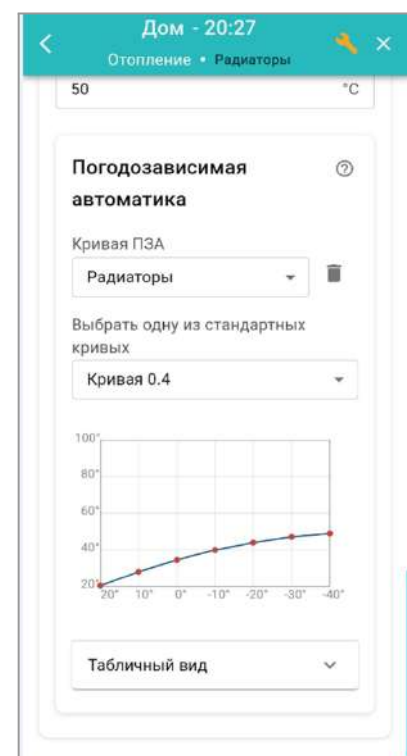 Дом - 20:27
Отопление • Радиаторы
50 °C
Погодозависимая
автоматика
Кривая ПЗА
Радиаторы
Выбрать одну из стандартных
кривых
Кривая 0.4
100°
80°
60°
40°
20°
20° 10° 0° -10° -20° -30° -40°
Табличный вид